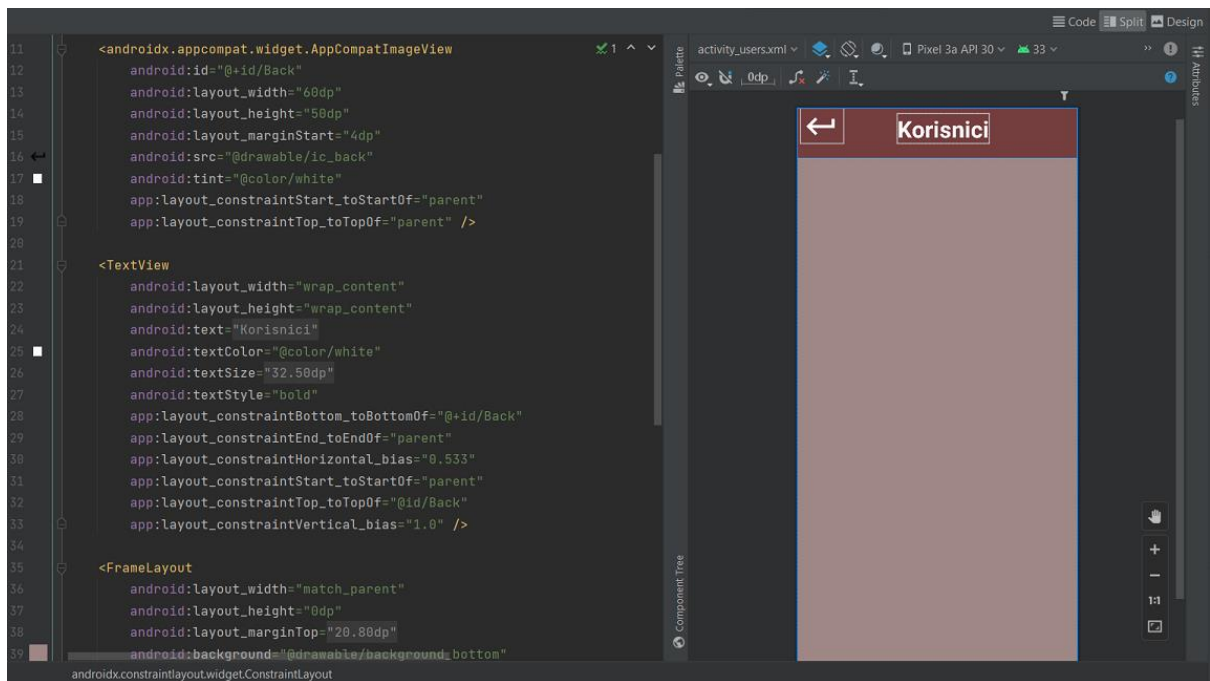 Code Split Design
11 <androidx.appcompat.widget.AppCompatImageView 1
12 android:id="@+id/Back"
13 android:layout_width="60dp"
14 android:layout_height="50dp"
15 android:layout_marginStart="4dp"
16 android:src="@drawable/ic_back"
17 android:tint="@color/white"
18 app:layout_constraintStart_toStartOf="parent"
19 app:layout_constraintTop_toTopOf="parent" />
20
21 <TextView
22 android:layout_width="wrap_content"
23 android:layout_height="wrap_content"
24 android:text="Korisnici"
25 android:textColor="@color/white"
26 android:textSize="32.50dp"
27 android:textStyle="bold"
28 app:layout_constraintBottom_toBottomOf="@+id/Back"
29 app:layout_constraintEnd_toEndOf="parent"
30 app:layout_constraintHorizontal_bias="0.533"
31 app:layout_constraintStart_toStartOf="parent"
32 app:layout_constraintTop_toTopOf="@id/Back"
33 app:layout_constraintVertical_bias="1.0" />
34
35 <FrameLayout
36 android:layout_width="match_parent"
37 android:layout_height="0dp"
38 android:layout_marginTop="20.80dp"
39 android:background="@drawable/background_bottom"
androidx.constraintlayout.widget.ConstraintLayout
Palette
Component Tree
activity_users.xml Pixel 3a API 30 33 »
0dp
Korisnici
1:1
Attributes